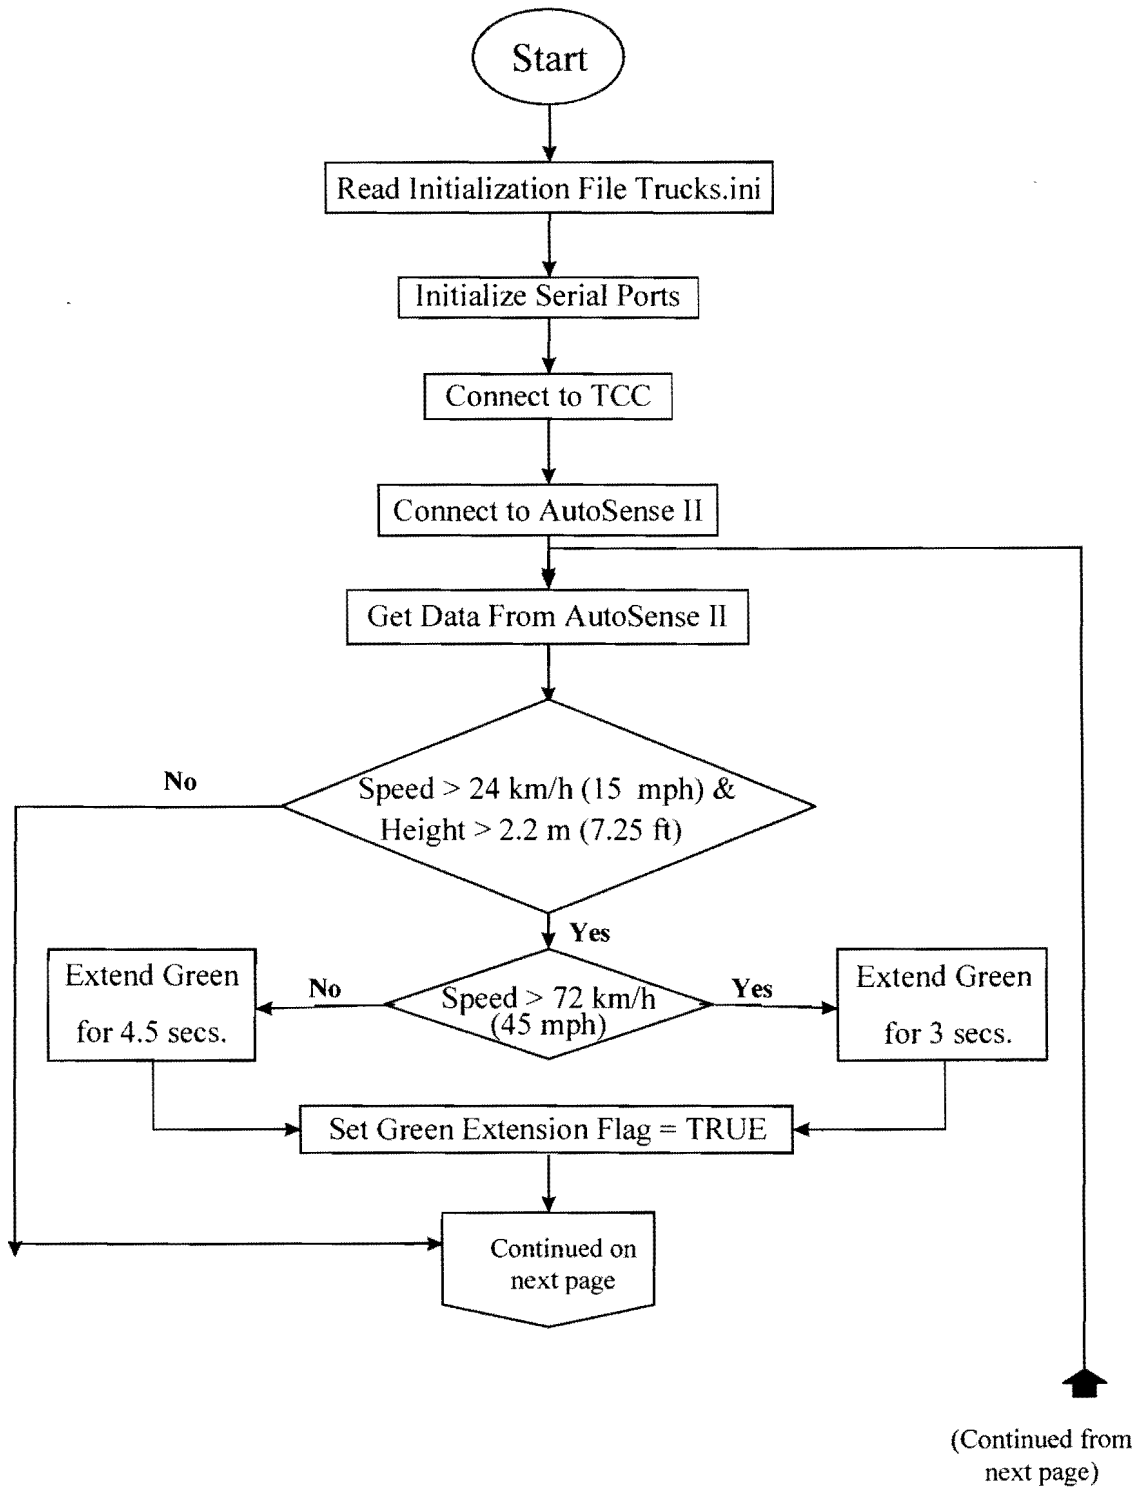 Start
Read Initialization File Trucks.ini
Initialize Serial Ports
Connect to TCC
Connect to AutoSense II
Get Data From AutoSense II
No
Speed > 24 km/h (15 mph) &
Height > 2.2 m (7.25 ft)
Yes
Extend Green
for 4.5 secs.
No
Speed > 72 km/h
(45 mph)
Yes
Extend Green
for 3 secs.
Set Green Extension Flag = TRUE
Continued on
next page
(Continued from
next page)